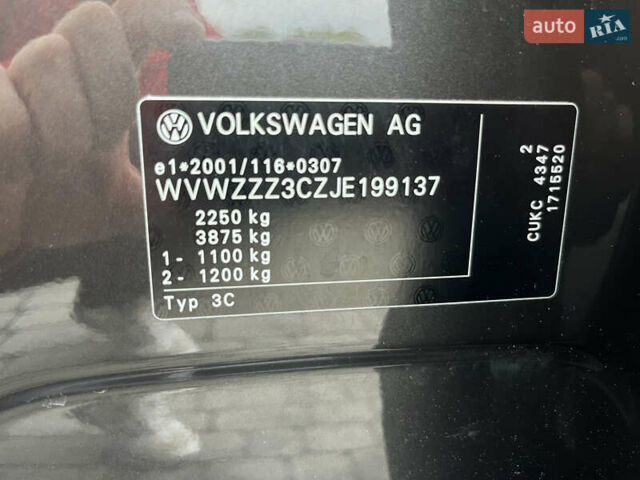 auto RIA.com
VOLKSWAGEN AG
e1*2001/116*0307
WVWZZZ3CZJE199137
2250 kg
3875 kg
1- 1100 kg
2- 1200 kg
Typ 3C
2
CUKC 4347
1715520